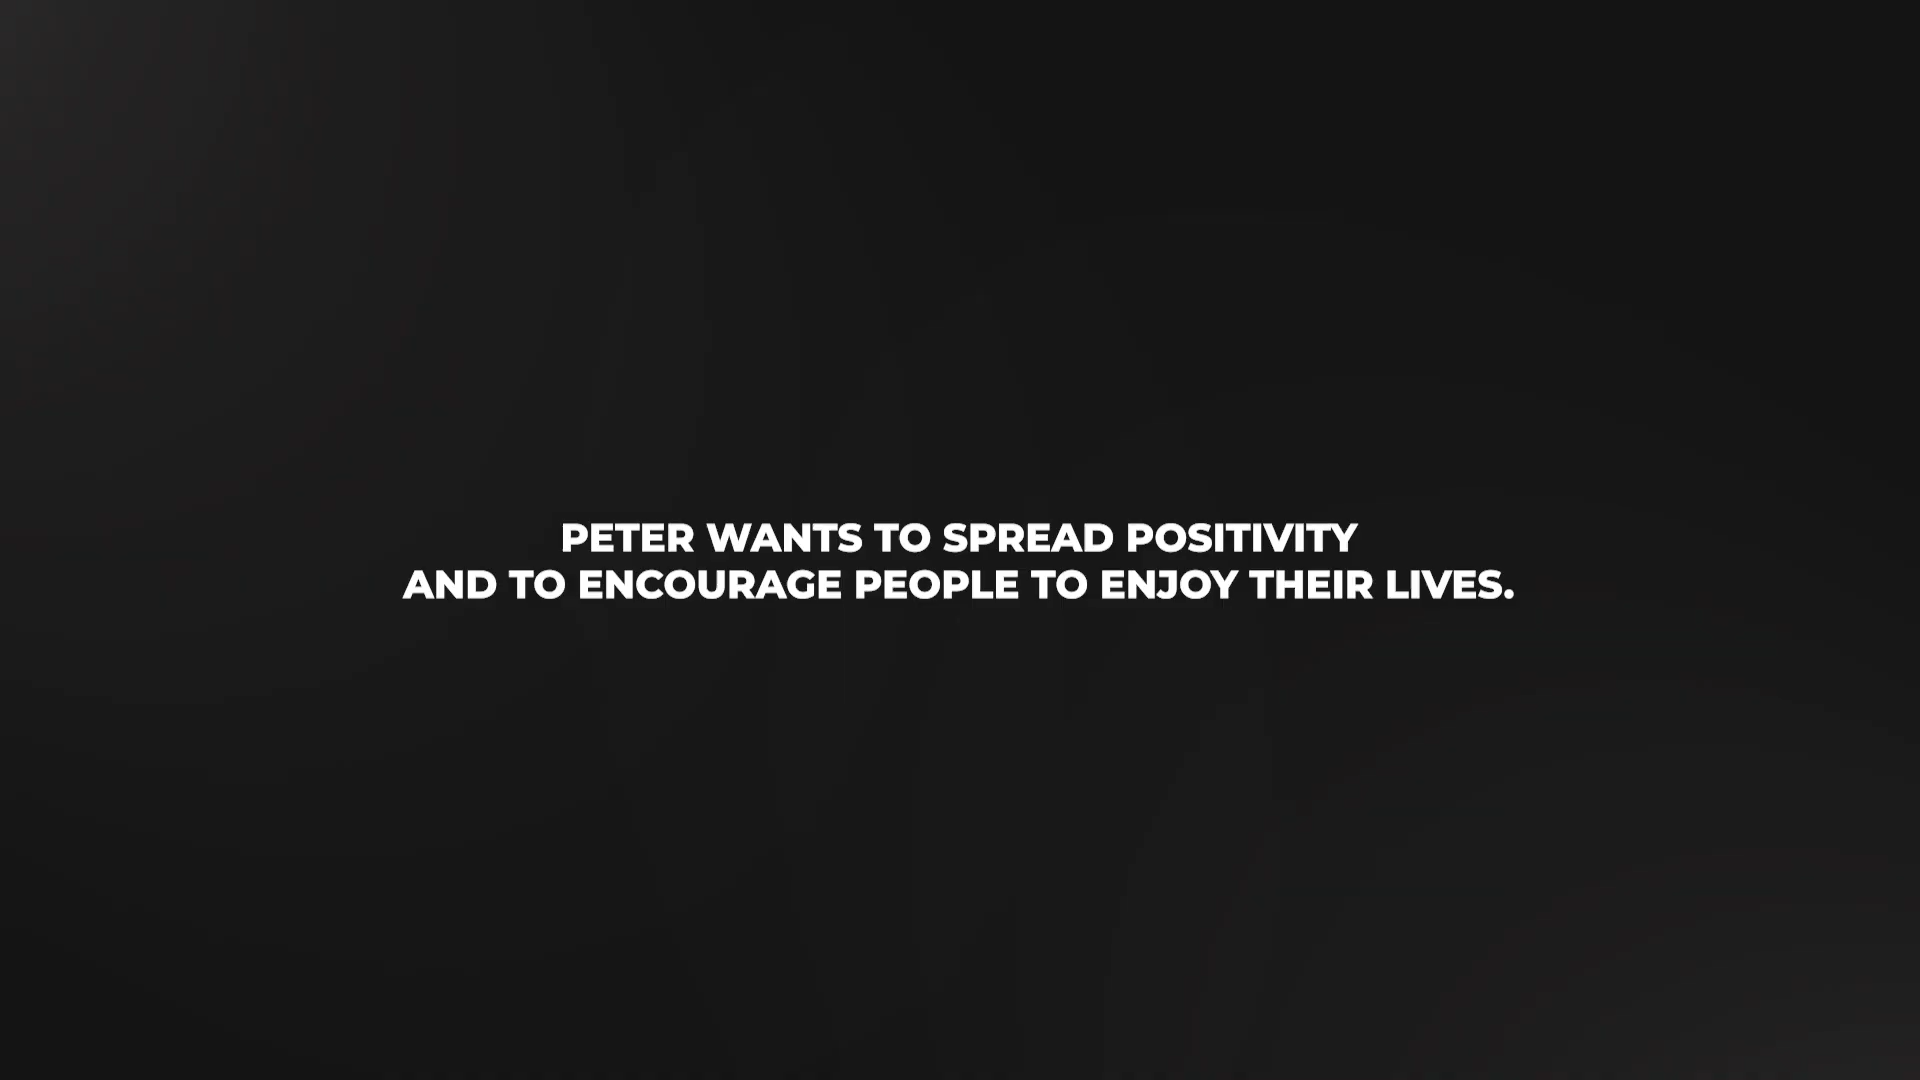 PETER WANTS TO SPREAD POSITIVITY
AND TO ENCOURAGE PEOPLE TO ENJOY THEIR LIVES.